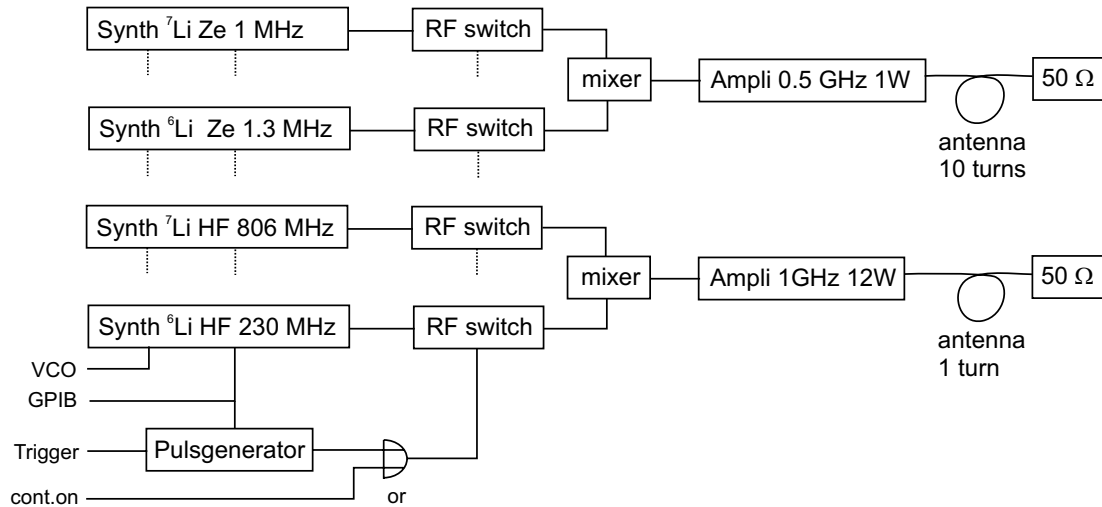 Synth ⁷Li Ze 1 MHz
RF switch
mixer
Ampli 0.5 GHz 1W
50 Ω
Synth ⁶Li Ze 1.3 MHz
RF switch
antenna
10 turns
Synth ⁷Li HF 806 MHz
RF switch
mixer
Ampli 1GHz 12W
50 Ω
Synth ⁶Li HF 230 MHz
RF switch
antenna
1 turn
VCO
GPIB
Trigger
Pulsgenerator
cont.on
or